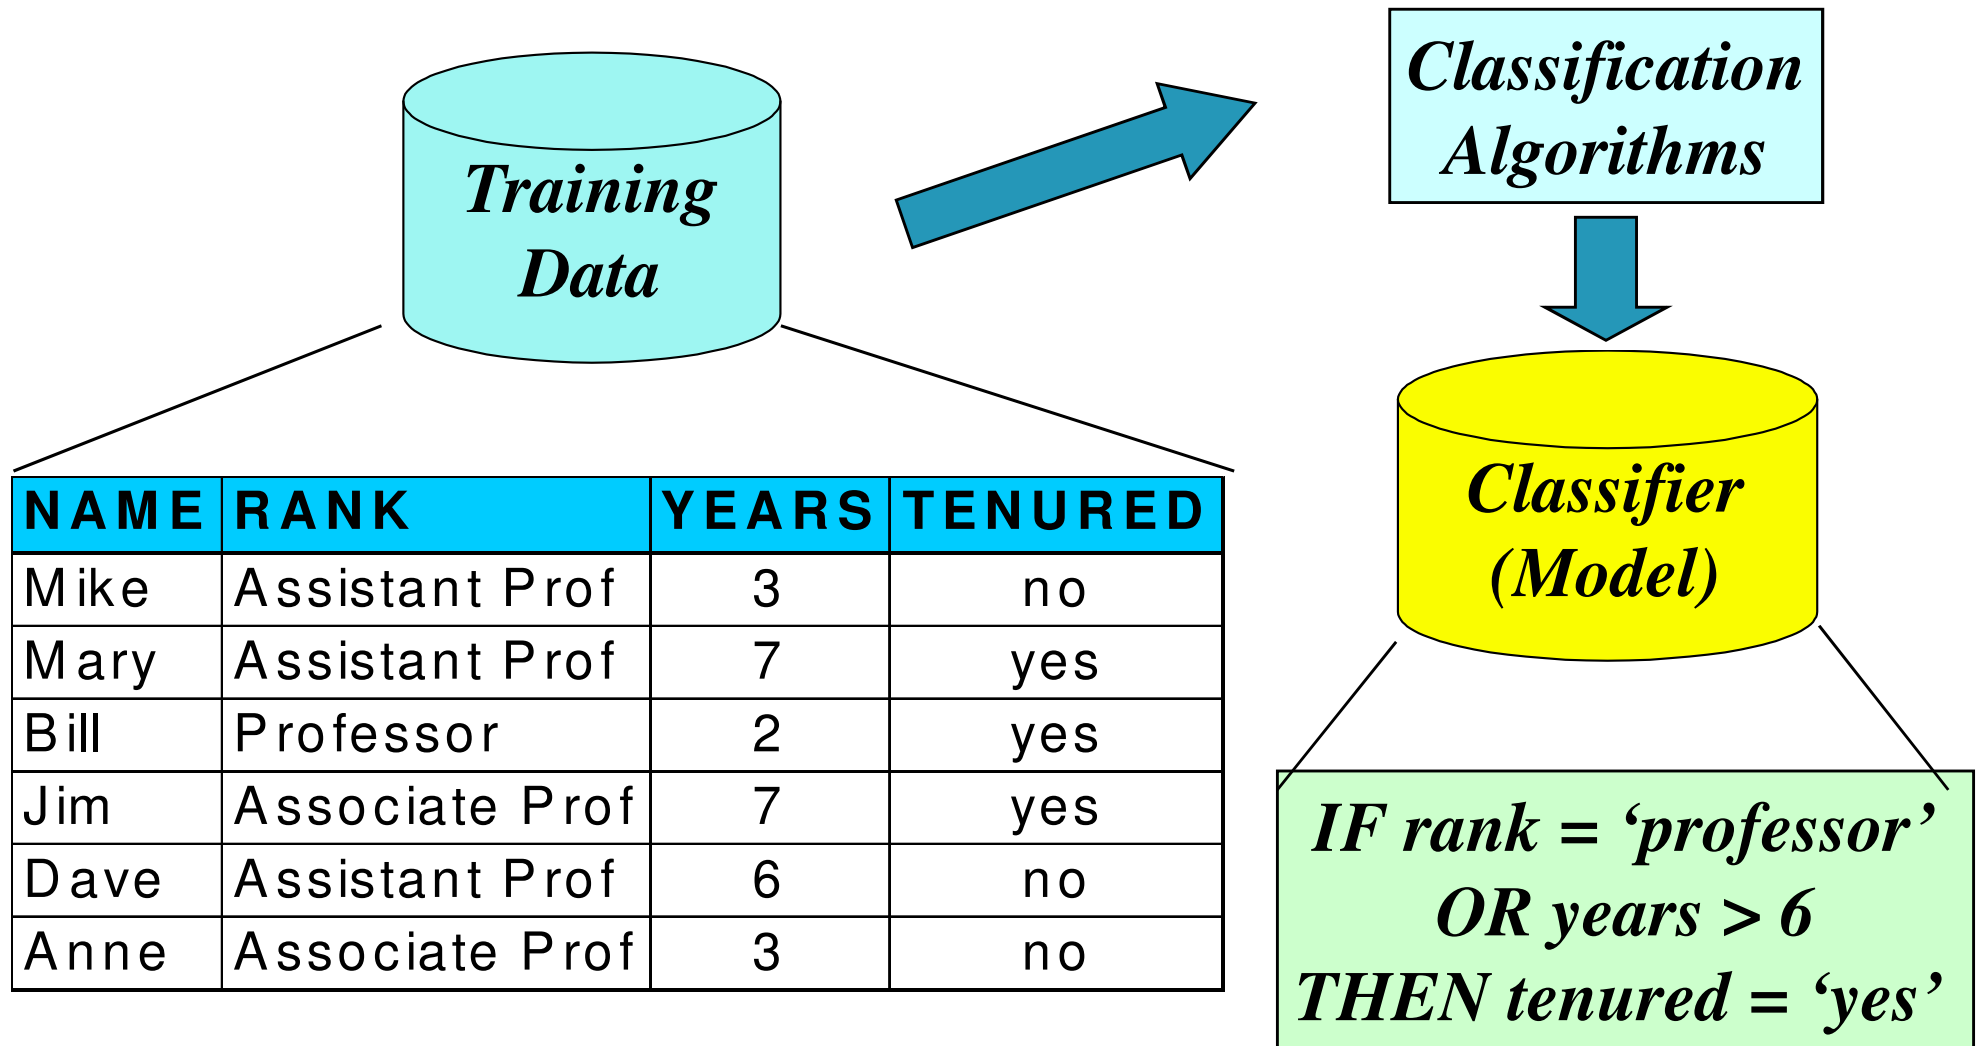 Training
Data
Classification
Algorithms
Classifier
(Model)
NAME RANK YEARS TENURED
Mike Assistant Prof 3 no
Mary Assistant Prof 7 yes
Bill Professor 2 yes
Jim Associate Prof 7 yes
Dave Assistant Prof 6 no
Anne Associate Prof 3 no
IF rank = ‘professor’
OR years > 6
THEN tenured = ‘yes’